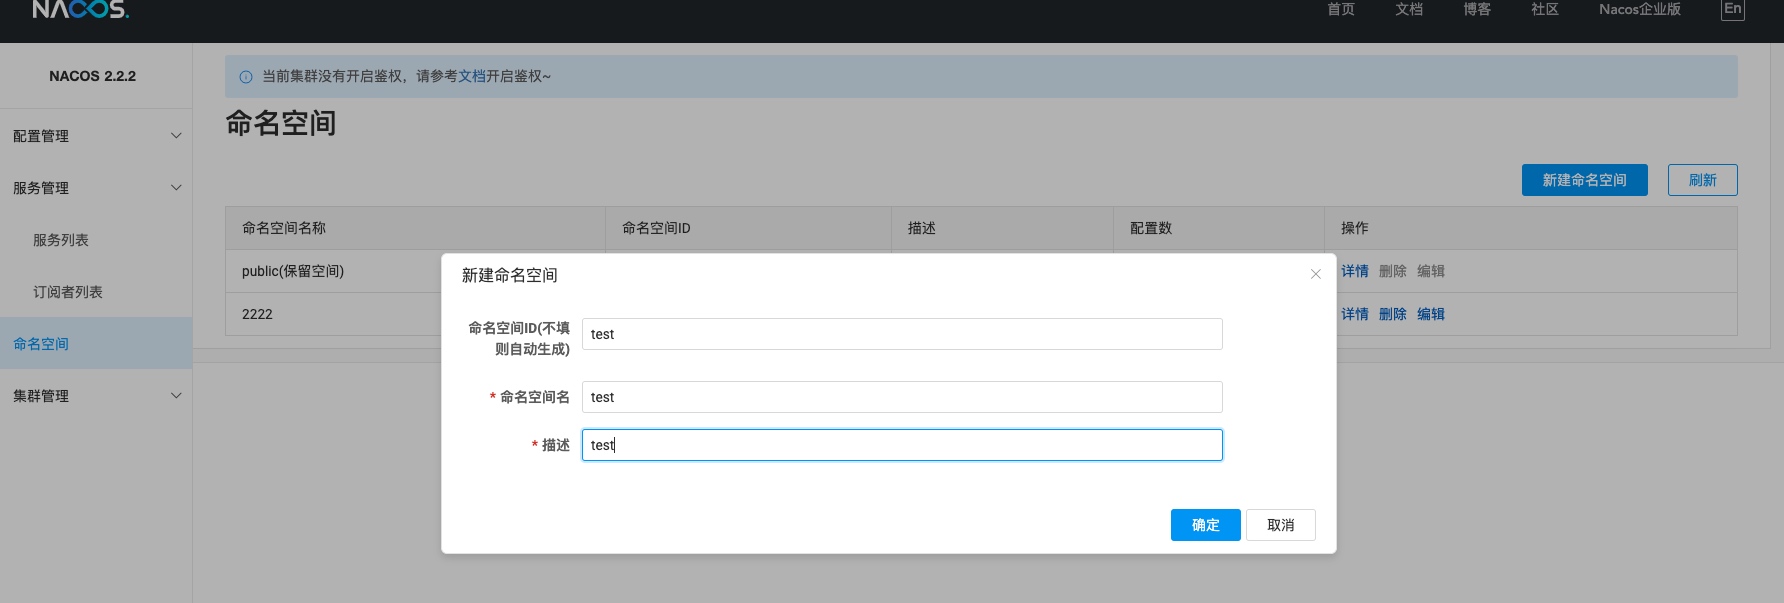 NACOS.
首页 文档 博客 社区 Nacos企业版 En
NACOS 2.2.2
配置管理
服务管理
服务列表
订阅者列表
命名空间
集群管理
当前集群没有开启鉴权，请参考文档开启鉴权~
命名空间
新建命名空间 刷新
命名空间名称 命名空间ID 描述 配置数 操作
public(保留空间) 详情 删除 编辑
2222 详情 删除 编辑
新建命名空间
命名空间ID(不填
则自动生成) test
* 命名空间名 test
* 描述 test
确定 取消